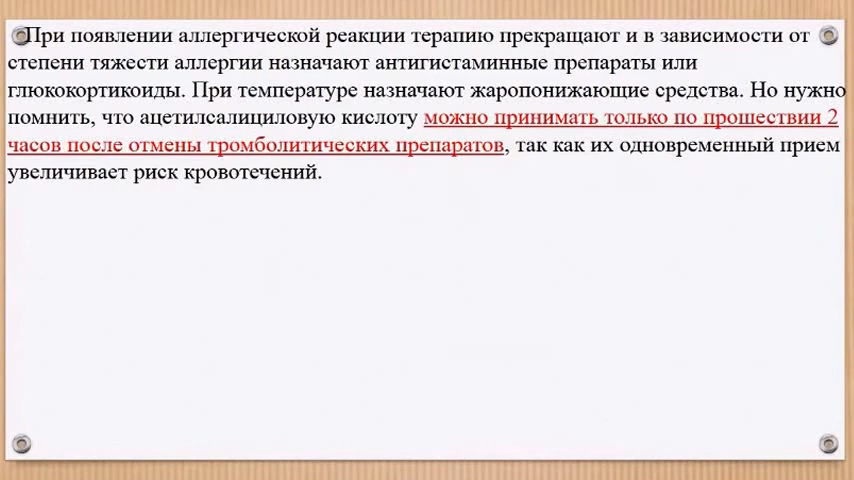 При появлении аллергической реакции терапию прекращают и в зависимости от
степени тяжести аллергии назначают антигистаминные препараты или
глюкокортикоиды. При температуре назначают жаропонижающие средства. Но нужно
помнить, что ацетилсалициловую кислоту можно принимать только по прошествии 2
часов после отмены тромболитических препаратов, так как их одновременный прием
увеличивает риск кровотечений.